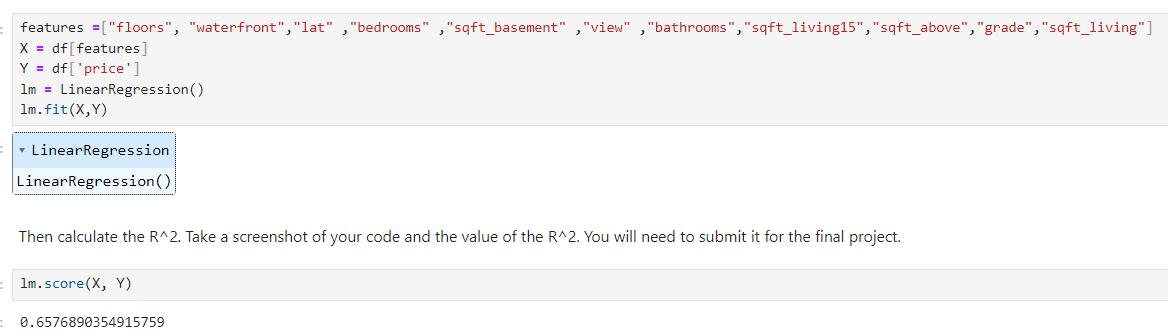 features =["floors", "waterfront","lat" ,"bedrooms" ,"sqft_basement" ,"view" ,"bathrooms","sqft_living15","sqft_above","grade","sqft_living"]
X = df[features]
Y = df['price']
lm = LinearRegression()
lm.fit(X,Y)
▾ LinearRegression
LinearRegression()
Then calculate the R^2. Take a screenshot of your code and the value of the R^2. You will need to submit it for the final project.
lm.score(X, Y)
0.6576890354915759